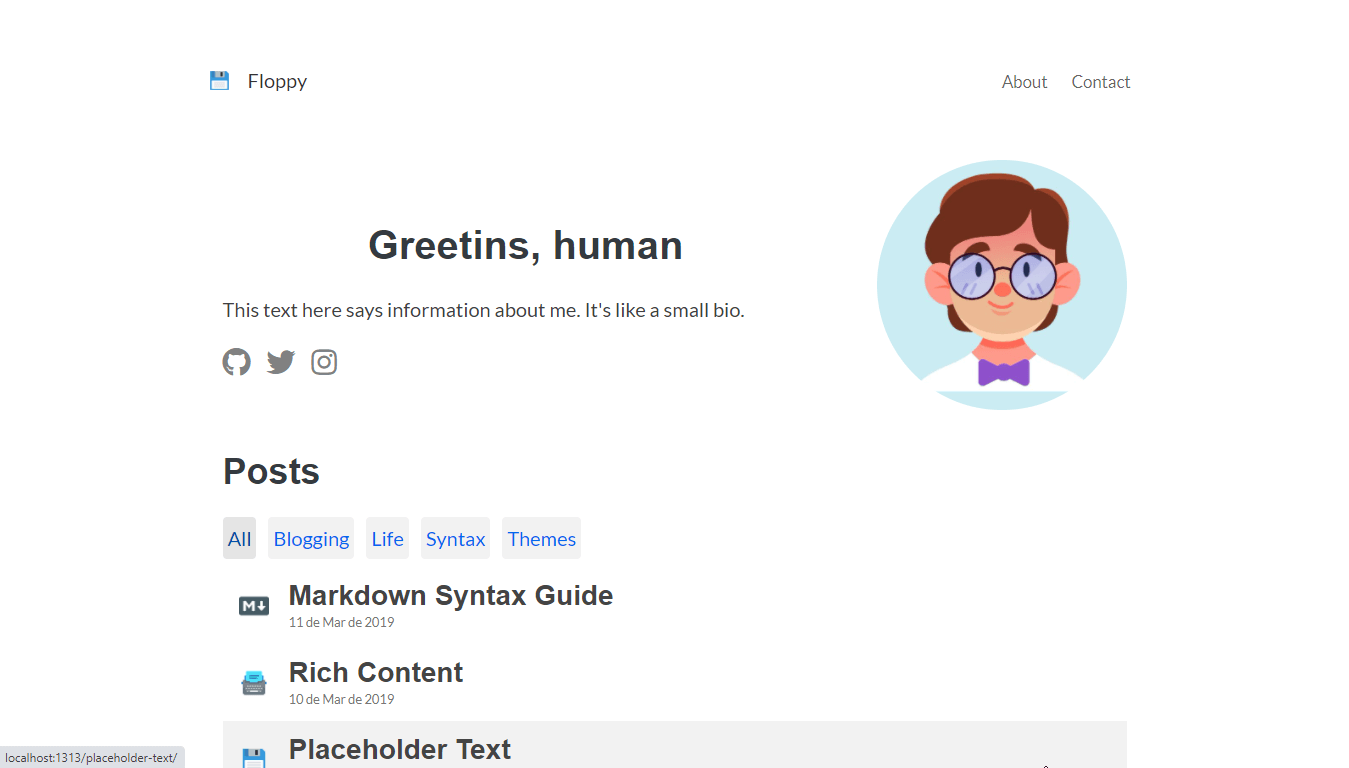 Floppy
About Contact
Greetins, human
This text here says information about me. It's like a small bio.
Posts
All Blogging Life Syntax Themes
M
Markdown Syntax Guide
11 de Mar de 2019
Rich Content
10 de Mar de 2019
Placeholder Text
localhost:1313/placeholder-text/